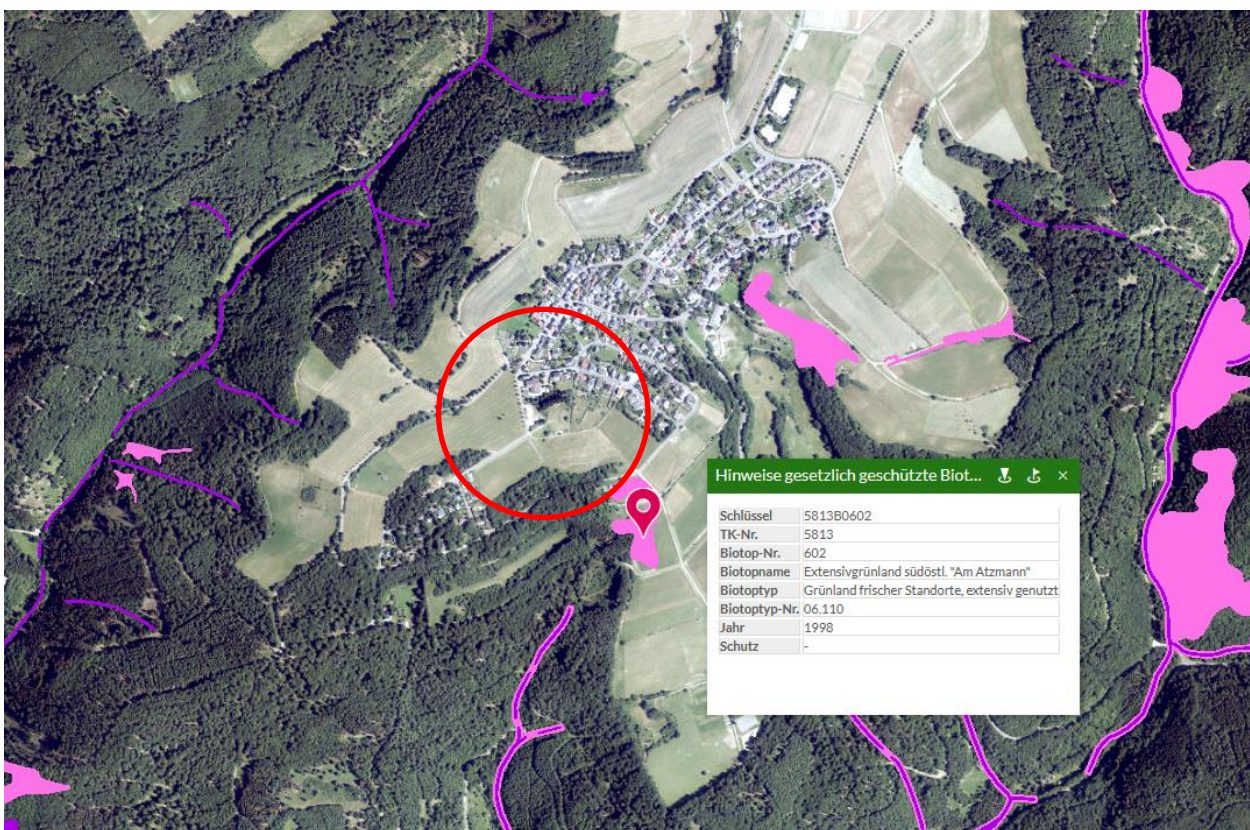 Hinweise gesetzlich geschützte Biot...
Schlüssel 5813B0602
TK-Nr. 5813
Biotop-Nr. 602
Biotopname Extensivgrünland südöstl. "Am Atzmann"
Biotoptyp Grünland frischer Standorte, extensiv genutzt
Biotoptyp-Nr. 06.110
Jahr 1998
Schutz -